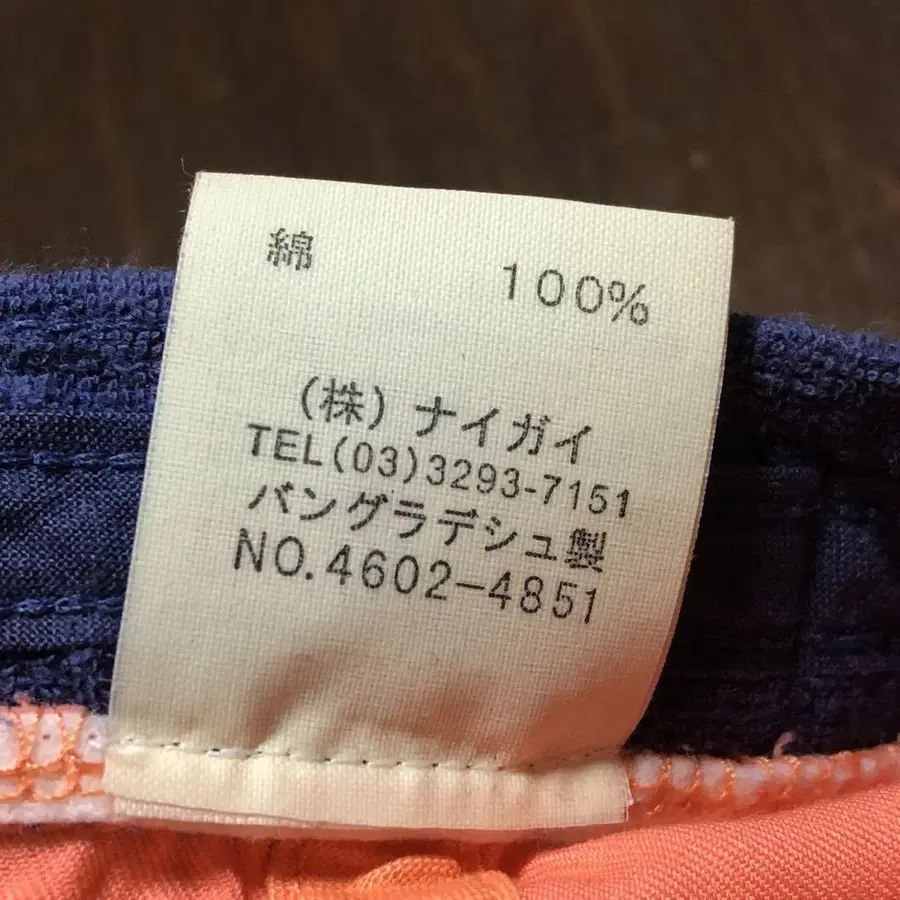 綿 100%
(株) ナイガイ
TEL(03)3293-7151
バングラデシュ製
NO.4602-4851